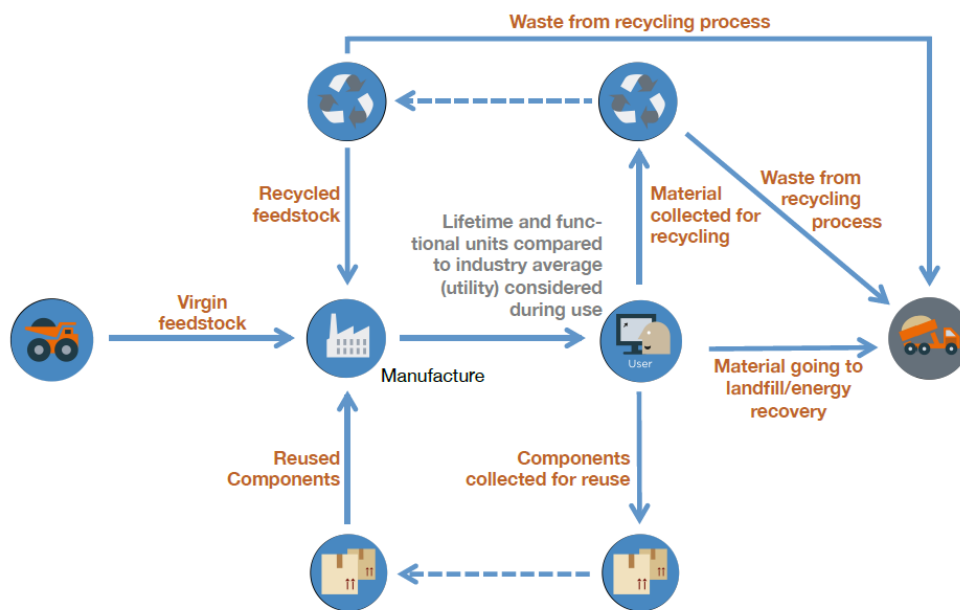 Waste from recycling process
Recycled
feedstock
Material
collected for
recycling
Waste from
recycling
process
Lifetime and func-
tional units compared
to industry average
(utility) considered
during use
Virgin
feedstock
Manufacture
User
Material going to
landfill/energy
recovery
Reused
Components
Components
collected for reuse